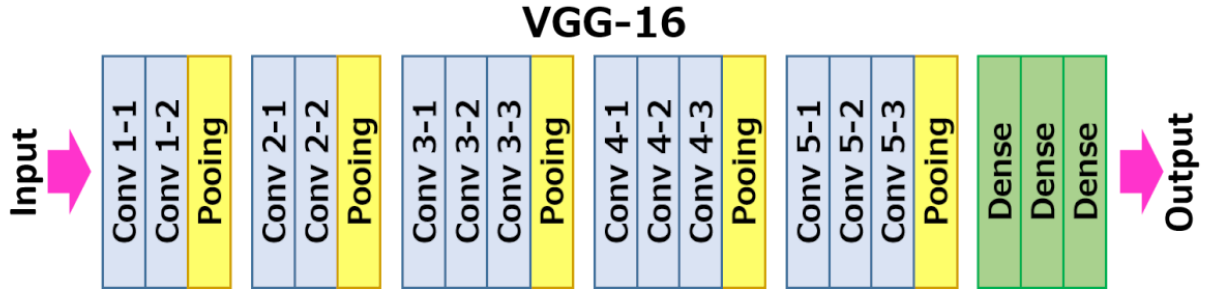 VGG-16
Input
Conv 1-1
Conv 1-2
Pooing
Conv 2-1
Conv 2-2
Pooing
Conv 3-1
Conv 3-2
Conv 3-3
Pooing
Conv 4-1
Conv 4-2
Conv 4-3
Pooing
Conv 5-1
Conv 5-2
Conv 5-3
Pooing
Dense
Dense
Dense
Output